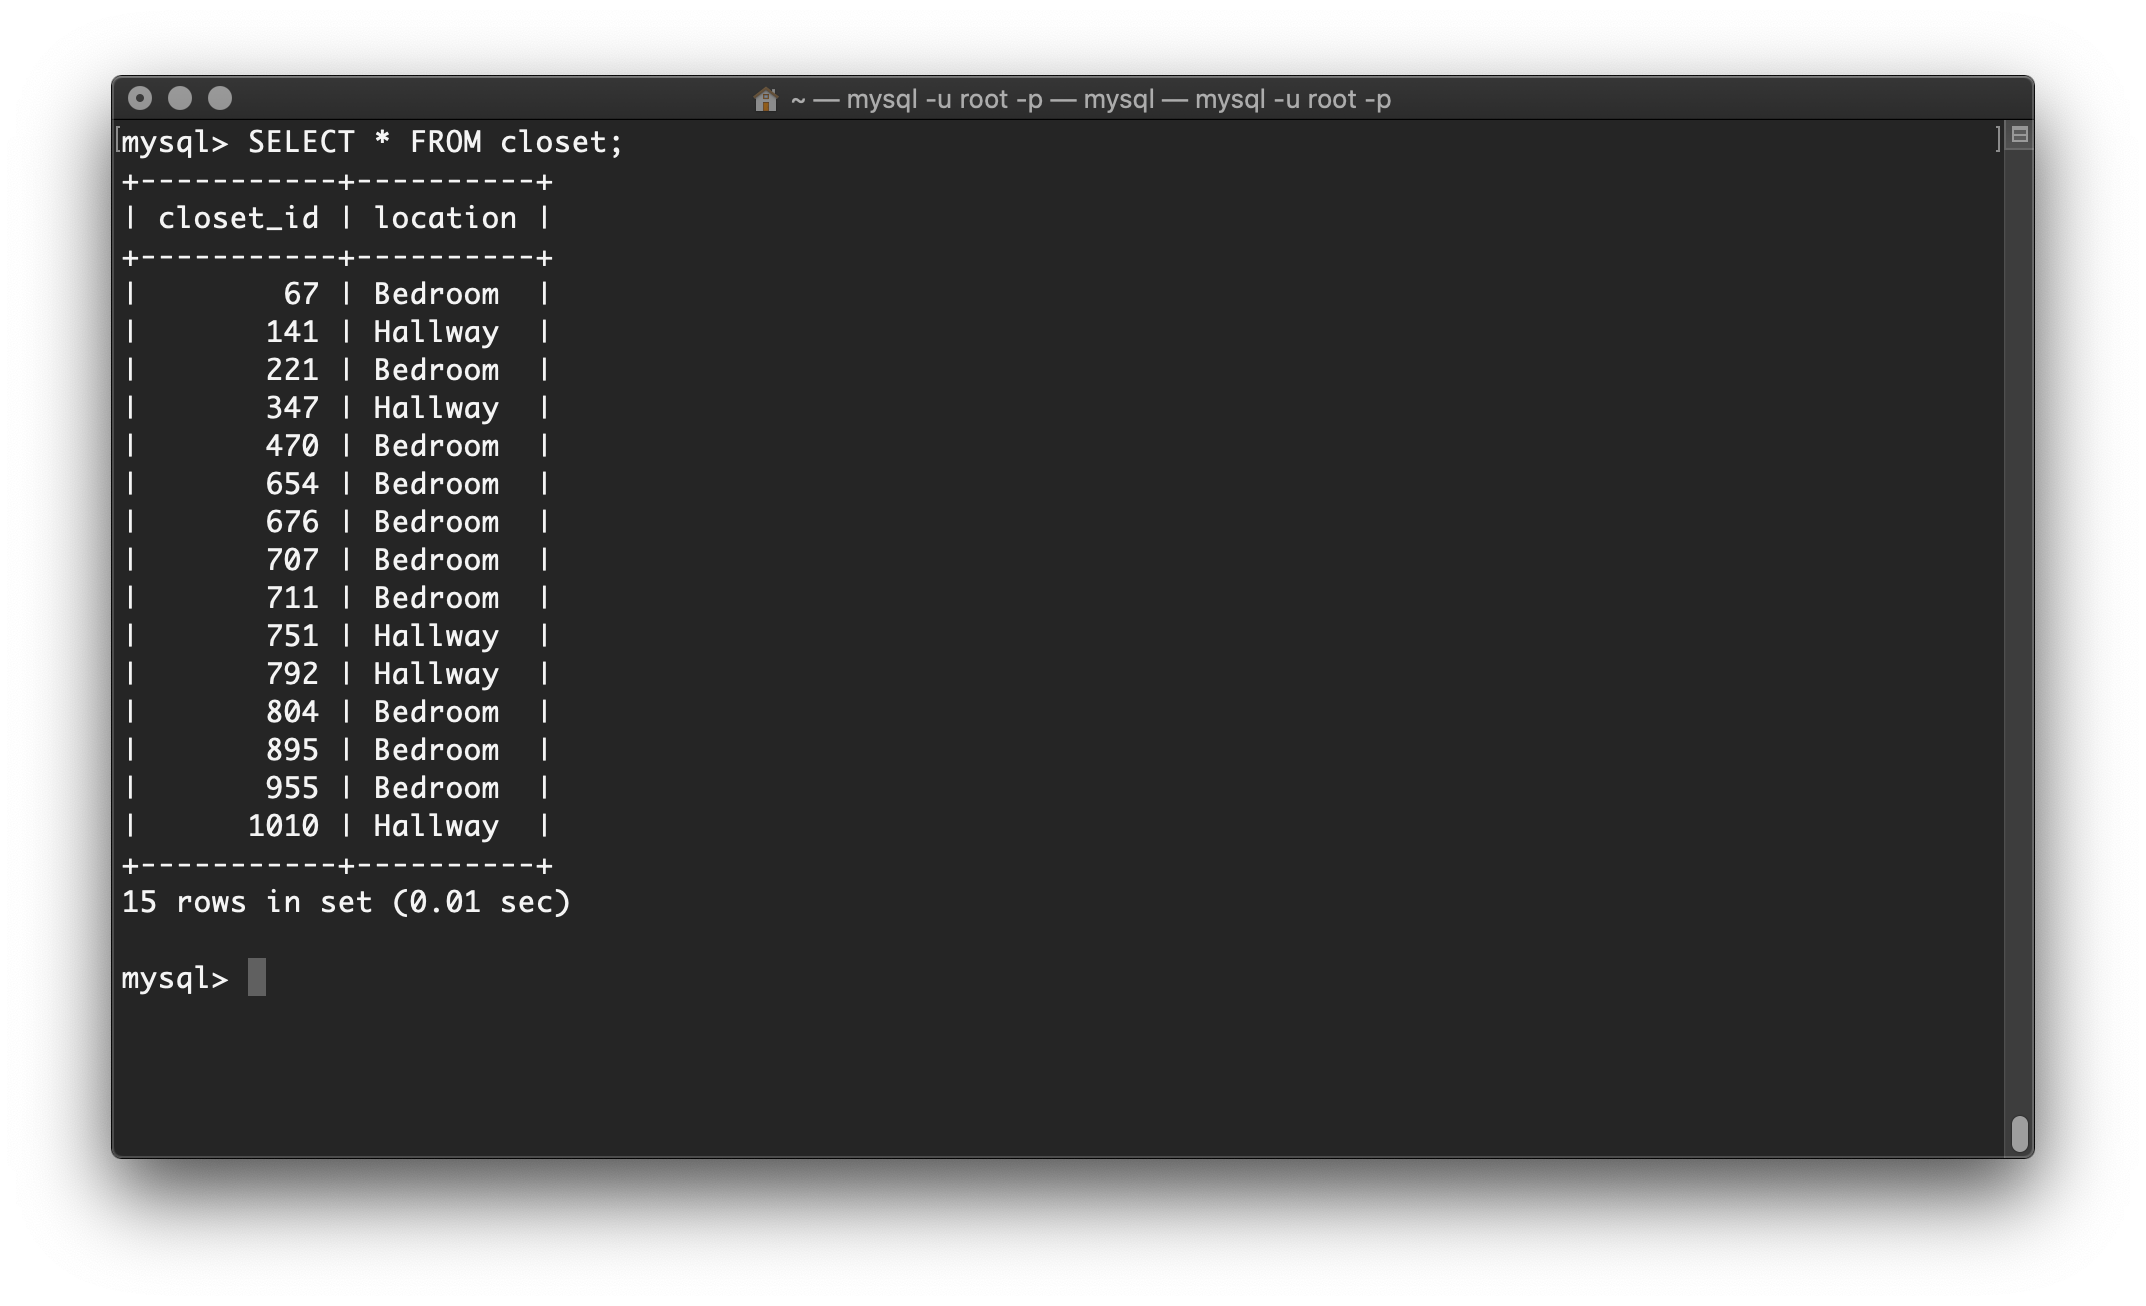 ~ — mysql -u root -p — mysql — mysql -u root -p
[mysql> SELECT * FROM closet;                                                                            ]
+-----------+----------+
| closet_id | location |
+-----------+----------+
|        67 | Bedroom  |
|       141 | Hallway  |
|       221 | Bedroom  |
|       347 | Hallway  |
|       470 | Bedroom  |
|       654 | Bedroom  |
|       676 | Bedroom  |
|       707 | Bedroom  |
|       711 | Bedroom  |
|       751 | Hallway  |
|       792 | Hallway  |
|       804 | Bedroom  |
|       895 | Bedroom  |
|       955 | Bedroom  |
|      1010 | Hallway  |
+-----------+----------+
15 rows in set (0.01 sec)
mysql>